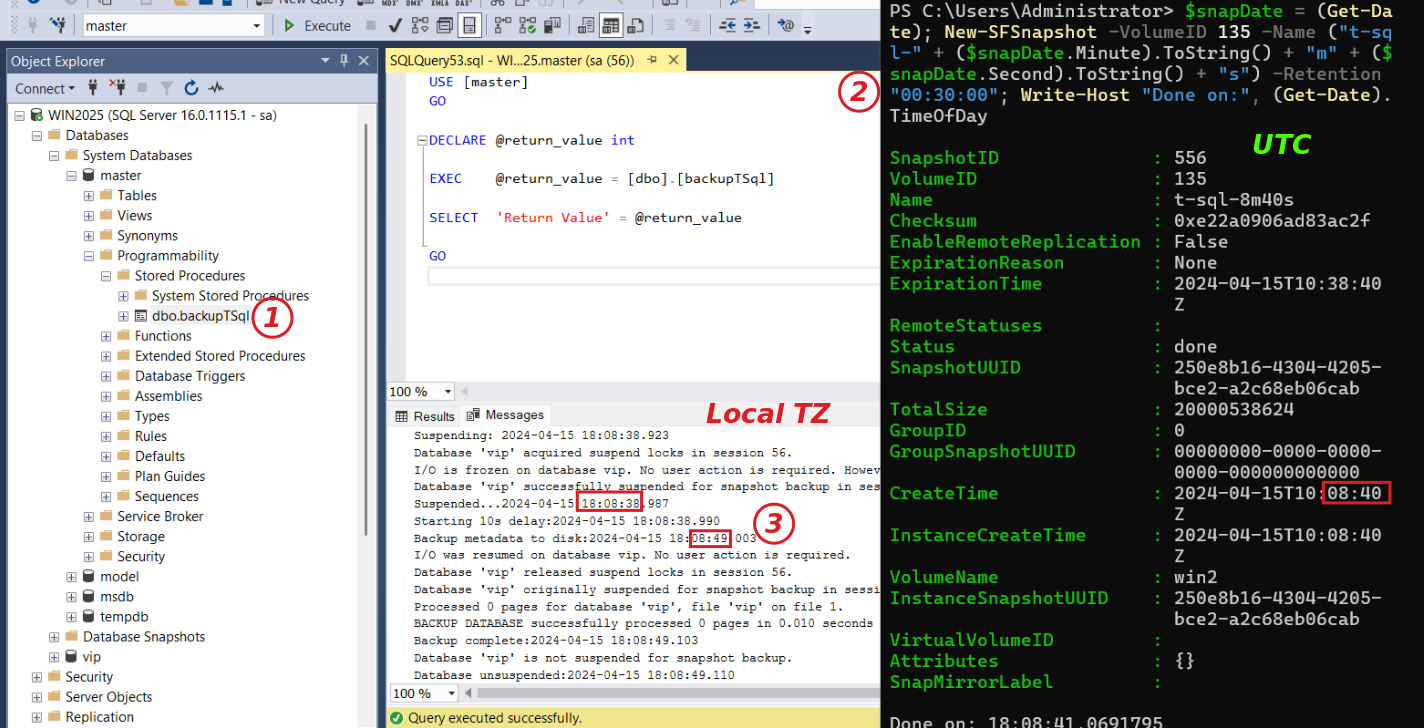 New Query
MDX DMX XMLA DAX
master
Execute
Object Explorer
Connect
WIN2025 (SQL Server 16.0.1115.1 - sa)
Databases
System Databases
master
Tables
Views
Synonyms
Programmability
Stored Procedures
System Stored Procedures
dbo.backupTSql
1
Functions
Extended Stored Procedures
Database Triggers
Assemblies
Types
Rules
Defaults
Plan Guides
Sequences
Service Broker
Storage
Security
model
msdb
tempdb
Database Snapshots
vip
Security
Server Objects
Replication
SQLQuery53.sql - WI...25.master (sa (56))
USE [master]
GO
DECLARE @return_value int
EXEC @return_value = [dbo].[backupTSql]
SELECT 'Return Value' = @return_value
GO
2
100 %
Results
Messages
Local TZ
Suspending: 2024-04-15 18:08:38.923
Database 'vip' acquired suspend locks in session 56.
I/O is frozen on database vip. No user action is required. Howev
Database 'vip' successfully suspended for snapshot backup in ses
Suspended...2024-04-15 18:08:38.987
Starting 10s delay:2024-04-15 18:08:38.990
3
Backup metadata to disk:2024-04-15 18:08:49.003
I/O was resumed on database vip. No user action is required.
Database 'vip' released suspend locks in session 56.
Database 'vip' originally suspended for snapshot backup in sessi
Processed 0 pages for database 'vip', file 'vip' on file 1.
BACKUP DATABASE successfully processed 0 pages in 0.010 seconds
Backup complete:2024-04-15 18:08:49.103
Database 'vip' is not suspended for snapshot backup.
Database unsuspended:2024-04-15 18:08:49.110
100 %
Query executed successfully.
PS C:\Users\Administrator> $snapDate = (Get-Da
te); New-SFSnapshot -VolumeID 135 -Name ("t-sq
l-" + ($snapDate.Minute).ToString() + "m" + ($
snapDate.Second).ToString() + "s") -Retention
"00:30:00"; Write-Host "Done on:", (Get-Date).
TimeOfDay
UTC
SnapshotID : 556
VolumeID : 135
Name : t-sql-8m40s
Checksum : 0xe22a0906ad83ac2f
EnableRemoteReplication : False
ExpirationReason : None
ExpirationTime : 2024-04-15T10:38:40
Z
RemoteStatuses :
Status : done
SnapshotUUID : 250e8b16-4304-4205-
bce2-a2c68eb06cab
TotalSize : 20000538624
GroupID : 0
GroupSnapshotUUID : 00000000-0000-0000-
0000-000000000000
CreateTime : 2024-04-15T10:08:40
Z
InstanceCreateTime : 2024-04-15T10:08:40
Z
VolumeName : win2
InstanceSnapshotUUID : 250e8b16-4304-4205-
bce2-a2c68eb06cab
VirtualVolumeID :
Attributes : {}
SnapMirrorLabel :
Done on: 18:08:41.0691795